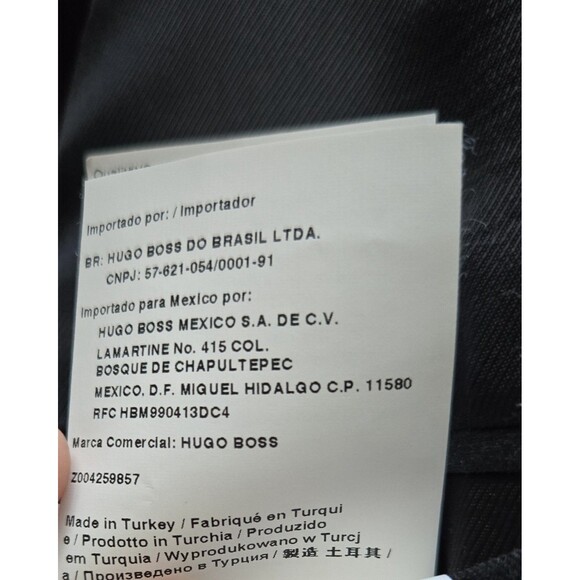 Importado por: / Importador
BR: HUGO BOSS DO BRASIL LTDA.
CNPJ: 57-621-054/0001-91
Importado para Mexico por:
HUGO BOSS MEXICO S.A. DE C.V.
LAMARTINE No. 415 COL.
BOSQUE DE CHAPULTEPEC
MEXICO, D.F. MIGUEL HIDALGO C.P. 11580
RFC HBM990413DC4
Marca Comercial: HUGO BOSS
Z004259857
Made in Turkey / Fabriqué en Turqui
e / Prodotto in Turchia / Produzido
em Turquia / Wyprodukowano w Turcj
a / Произведено в Турция / 製造 土耳其 /